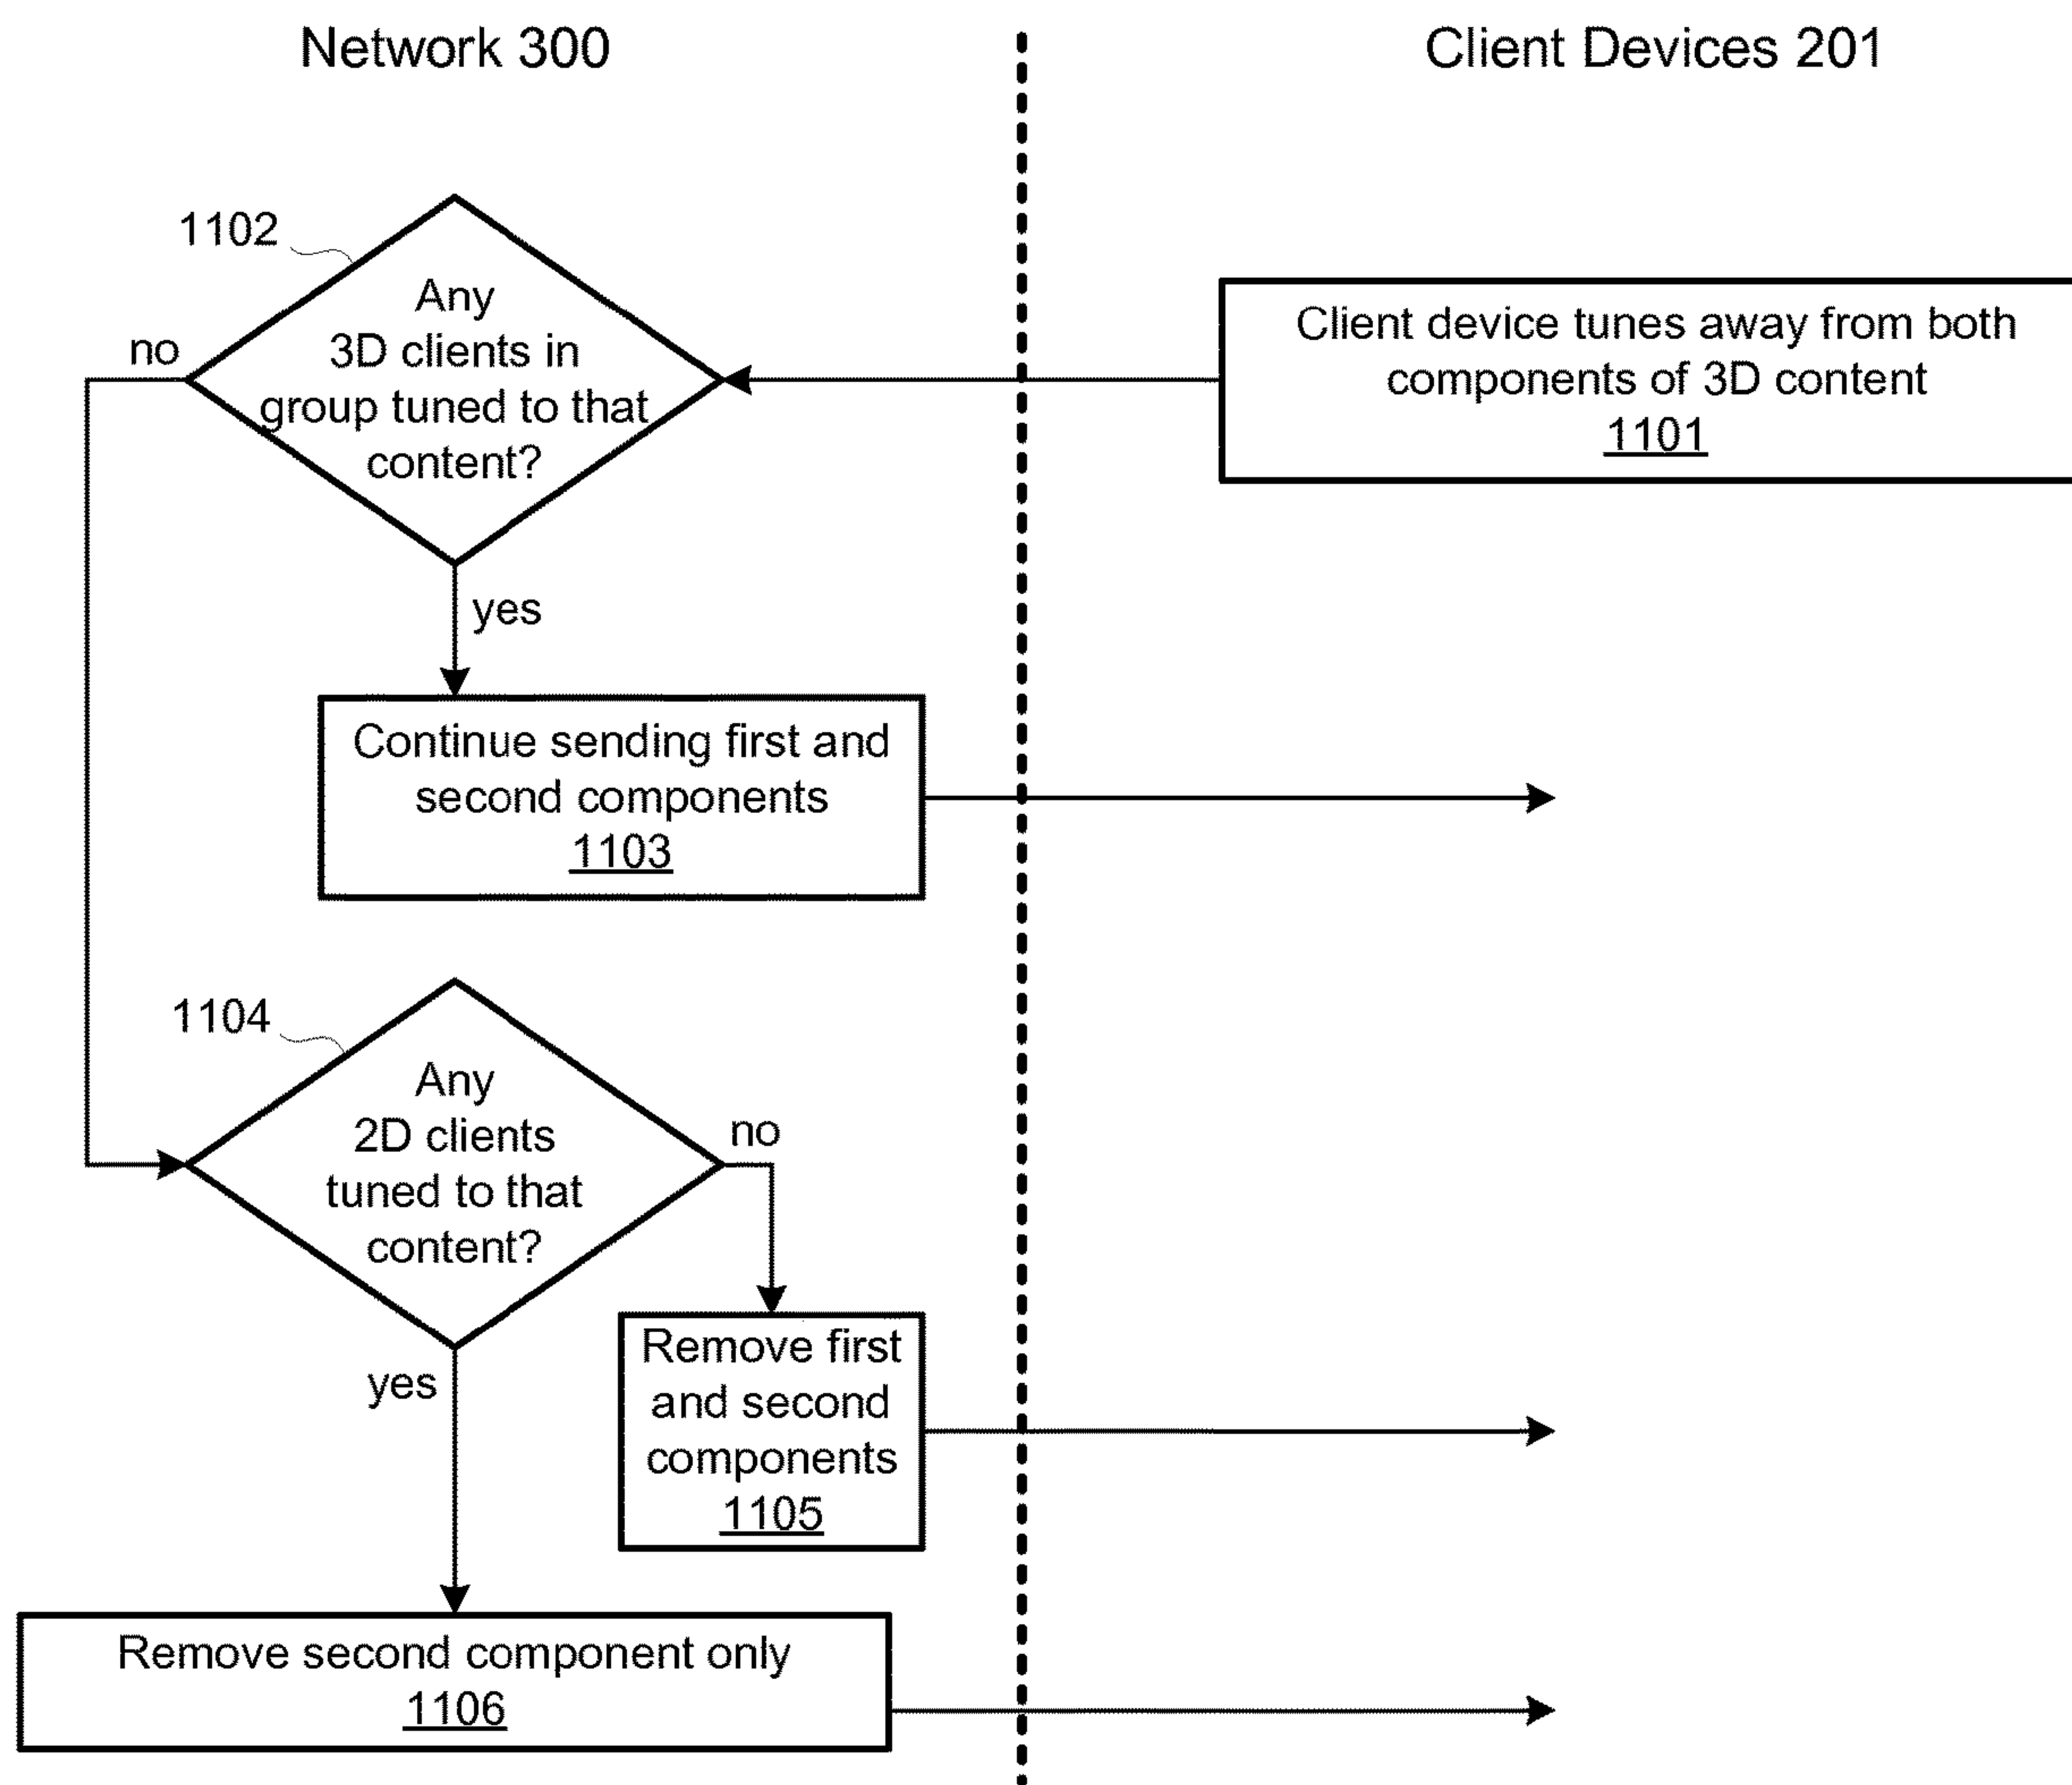 Network 300
Client Devices 201
1102
Any
3D clients in
group tuned to that
content?
no
yes
Client device tunes away from both
components of 3D content
1101
Continue sending first and
second components
1103
1104
Any
2D clients
tuned to that
content?
no
yes
Remove first
and second
components
1105
Remove second component only
1106